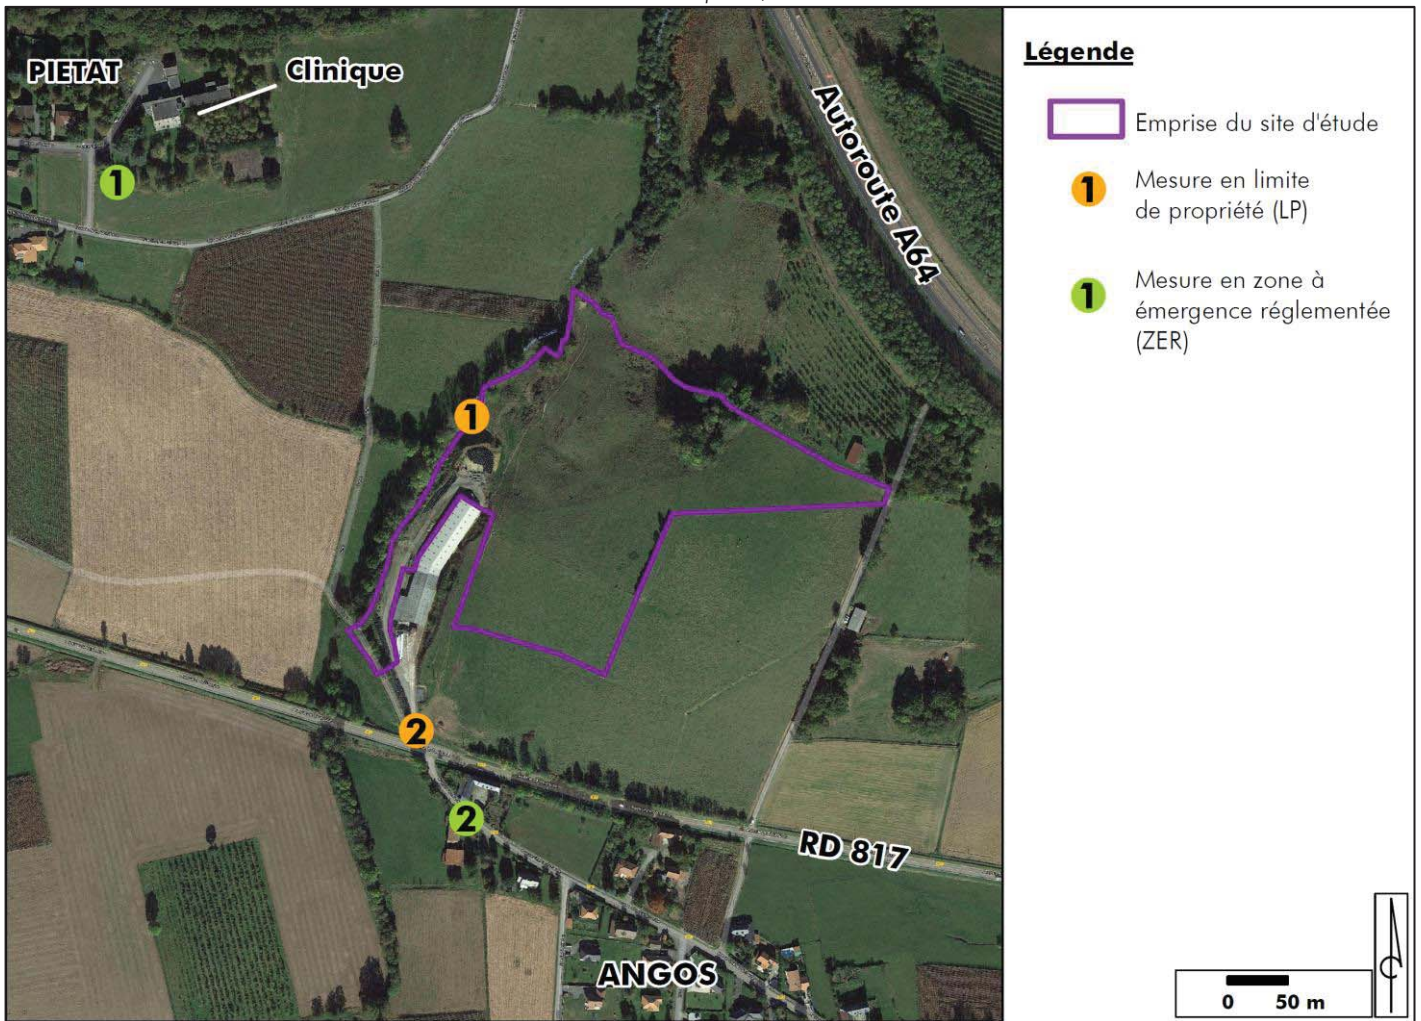 PIETAT
Clinique
Autoroute A64
1
1
2
2
RD 817
ANGOS
Légende
Emprise du site d'étude
1
Mesure en limite
de propriété (LP)
1
Mesure en zone à
émergence réglementée
(ZER)
0 50 m